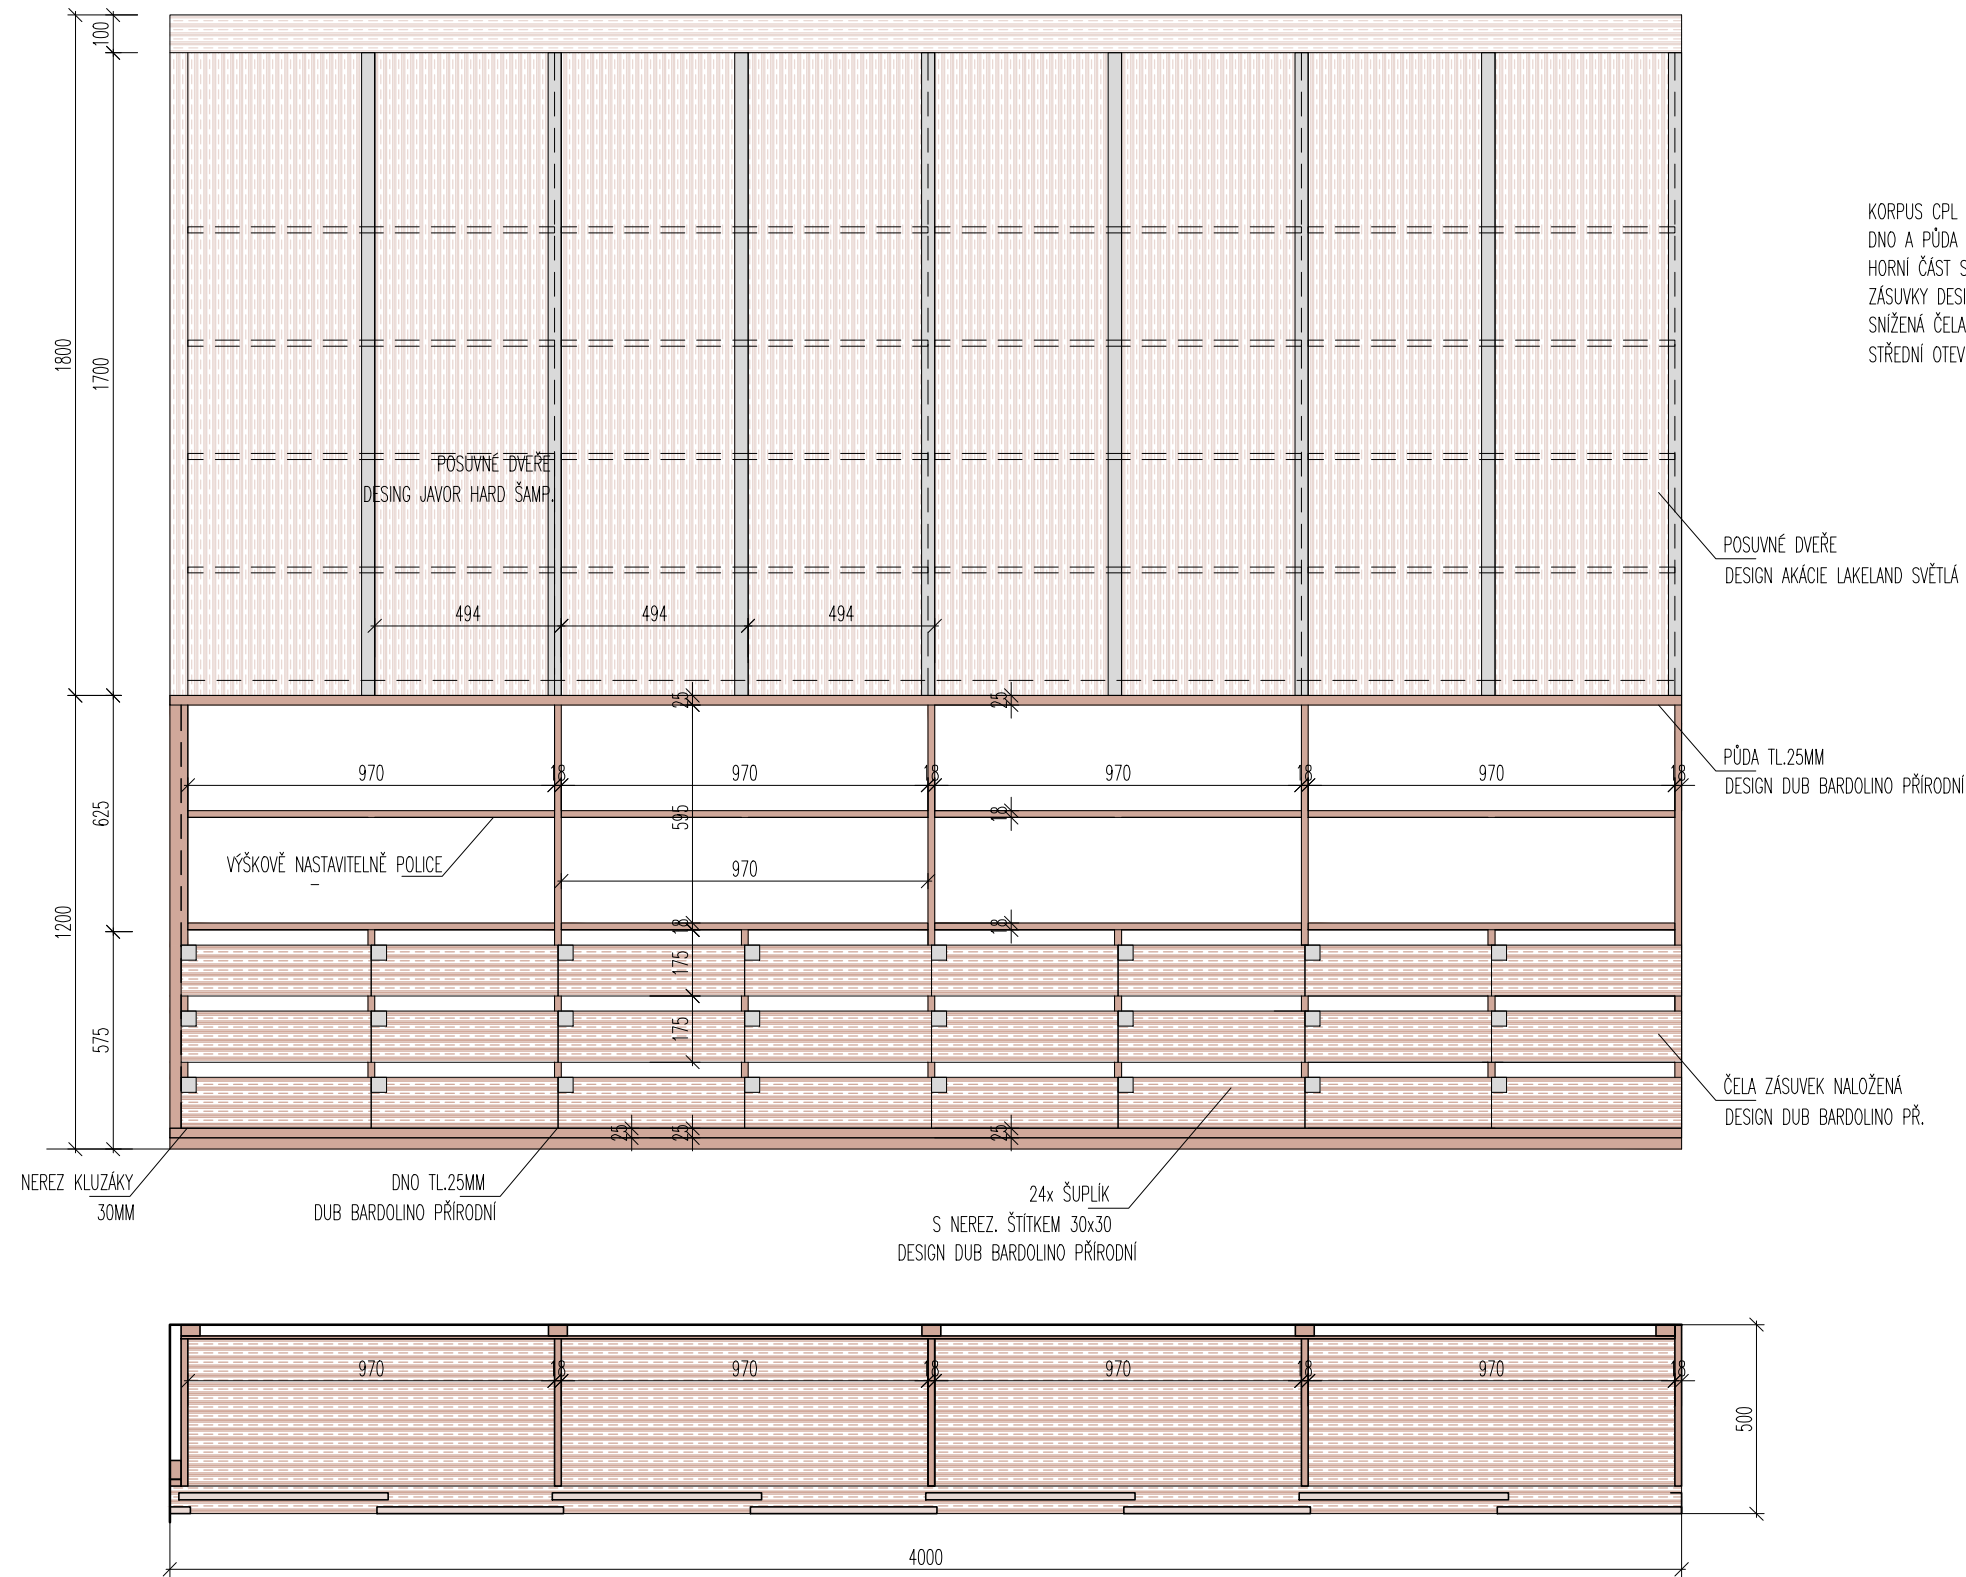 100
1800
1700
KORPUS CPL
DNO A PŮDA
HORNÍ ČÁST S
ZÁSUVKY DESI
SNÍŽENÁ ČELA
STŘEDNÍ OTEV
POSUVNÉ DVEŘE
DESING JAVOR HARD ŠAMP.
POSUVNÉ DVEŘE
DESIGN AKÁCIE LAKELAND SVĚTLÁ
494 494 494
25 25
PŮDA TL.25MM
DESIGN DUB BARDOLINO PŘÍRODNÍ
970 18 970 18 970 18 970 18
625
595 18
VÝŠKOVĚ NASTAVITELNĚ POLICE
970
1200
18 18
175
575
175
ČELA ZÁSUVEK NALOŽENÁ
DESIGN DUB BARDOLINO PŘ.
25 25 25
NEREZ KLUZÁKY
30MM
DNO TL.25MM
DUB BARDOLINO PŘÍRODNÍ
24x ŠUPLÍK
S NEREZ. ŠTÍTKEM 30x30
DESIGN DUB BARDOLINO PŘÍRODNÍ
970 18 970 18 970 18 970 18
500
4000